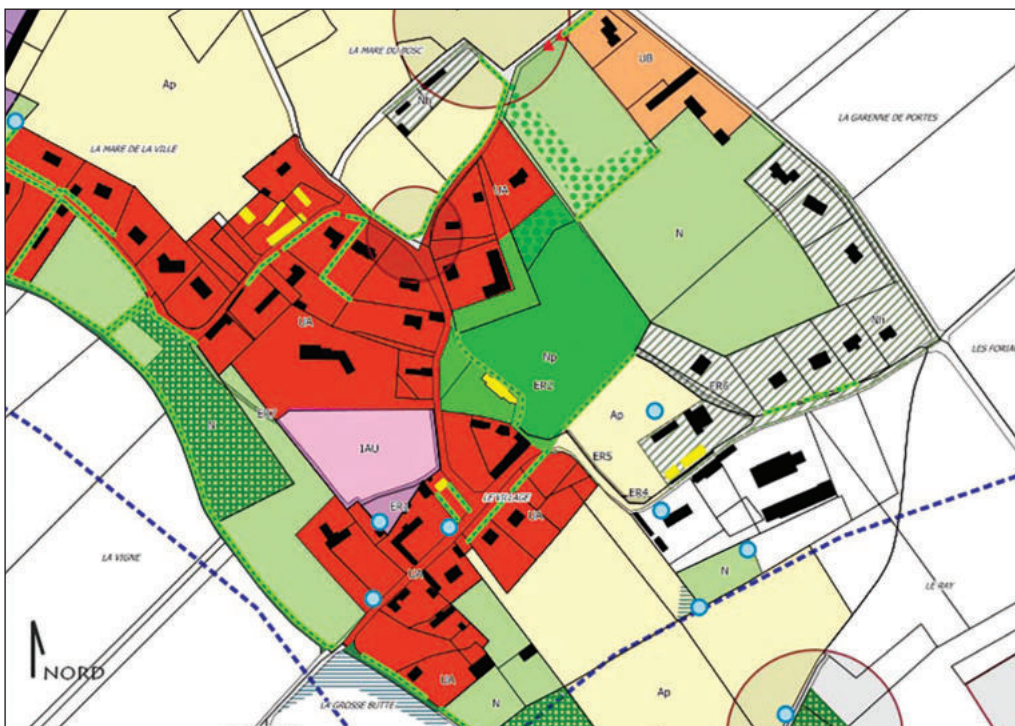 LA MARE DU BOSC
UB
Ap
Nh
LA GARENNE DE PORTES
LA MARE DE LA VILLE
UA
N
UA
Nh
LES FORIA
Np
ER2
ER6
Ap
N
1AU
ER5
ER4
LE VILLAGE
ER1
UA
LA VIGNE
UA
N
LE RAY
NORD
UA
N
Ap
LA GROSSE BUTTE